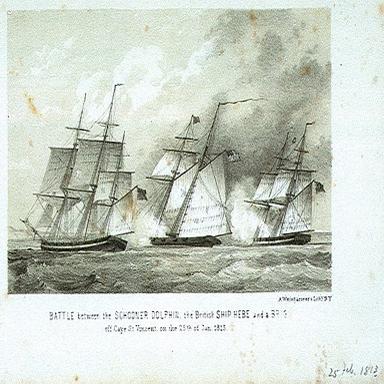 A. Weingartner's Lith N.Y.
BATTLE between the SCHOONER DOLPHIN, the British SHIP HEBE and a BRIG
off Cape St Vincent, on the 25th of Jan. 1813.
25 feb. 1813